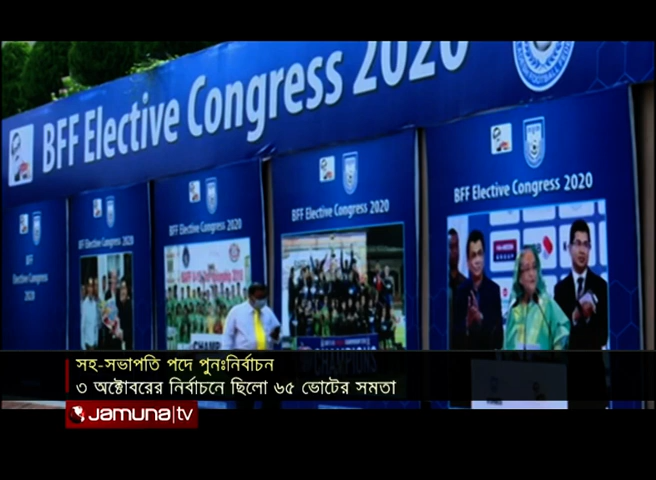 BFF Elective Congress 2020
BFF
Elective
Congress
2020
BFF Elective Congress 2020
BFF Elective Congress 2020
BFF Elective Congress 2020
BFF Elective Congress 2020
CHAMPIONS
সহ-সভাপতি পদে পুনঃনির্বাচন
৩ অক্টোবরের নির্বাচনে ছিলো ৬৫ ভোটের সমতা
JAMUNA|TV